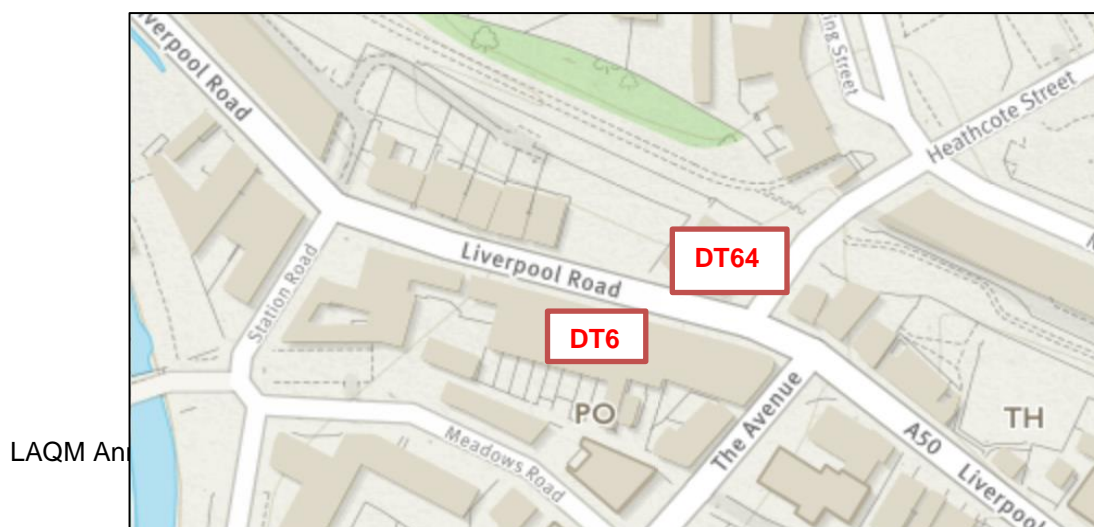 Liverpool Road
Heathcote Street
DT64
Liverpool Road
Station Road
DT6
PO
The Avenue
TH
A50 Liverpool
Meadows Road
LAQM